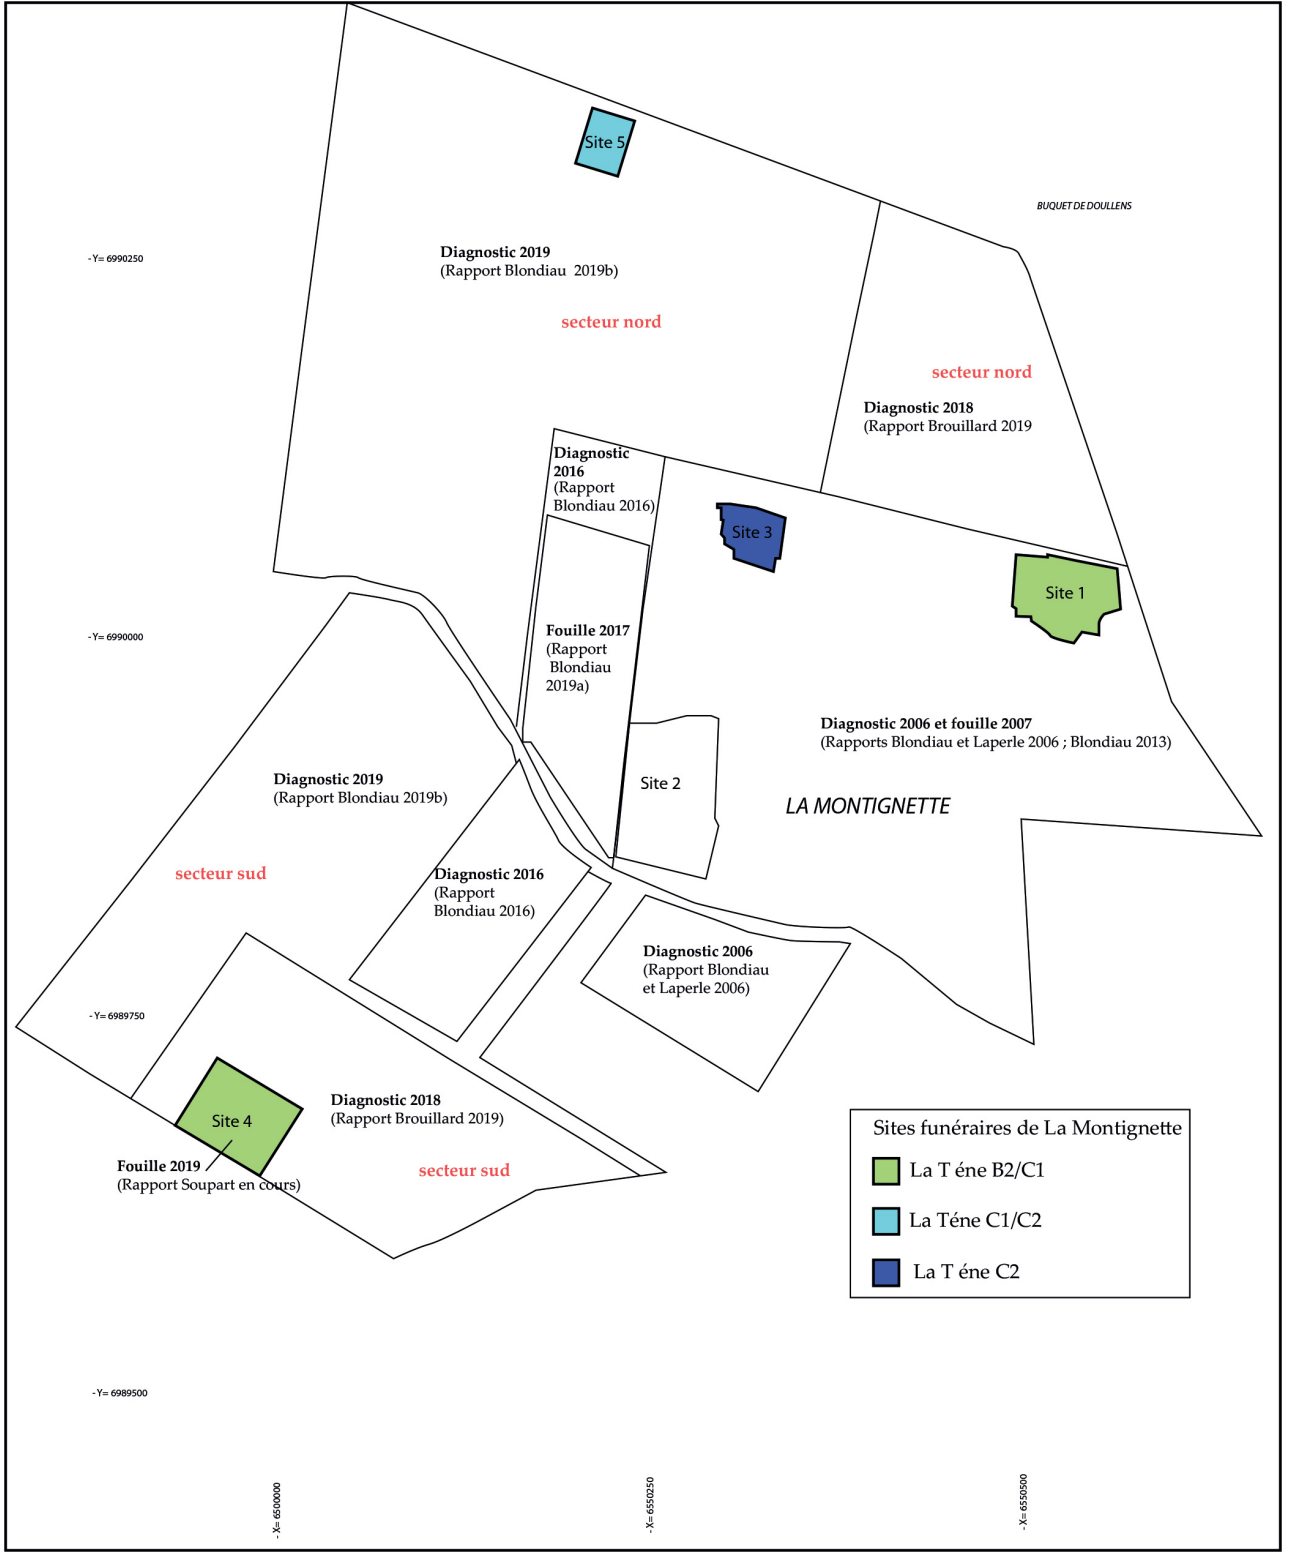 Site 5
BUQUET DE DOULLENS
Diagnostic 2019
(Rapport Blondiau 2019b)
- Y= 6990250
secteur nord
secteur nord
Diagnostic 2018
(Rapport Brouillard 2019
Diagnostic
2016
(Rapport
Blondiau 2016)
Site 3
Site 1
- Y= 6990000
Fouille 2017
(Rapport
Blondiau
2019a)
Diagnostic 2006 et fouille 2007
(Rapports Blondiau et Laperle 2006 ; Blondiau 2013)
Site 2
LA MONTIGNETTE
Diagnostic 2019
(Rapport Blondiau 2019b)
secteur sud
Diagnostic 2016
(Rapport
Blondiau 2016)
Diagnostic 2006
(Rapport Blondiau
et Laperle 2006)
- Y= 6989750
Diagnostic 2018
(Rapport Brouillard 2019)
Site 4
Fouille 2019
(Rapport Soupart en cours)
secteur sud
Sites funéraires de La Montignette
La T éne B2/C1
La Téne C1/C2
La T éne C2
- Y= 6989500
- X= 6500000
- X= 6550250
- X= 6550500